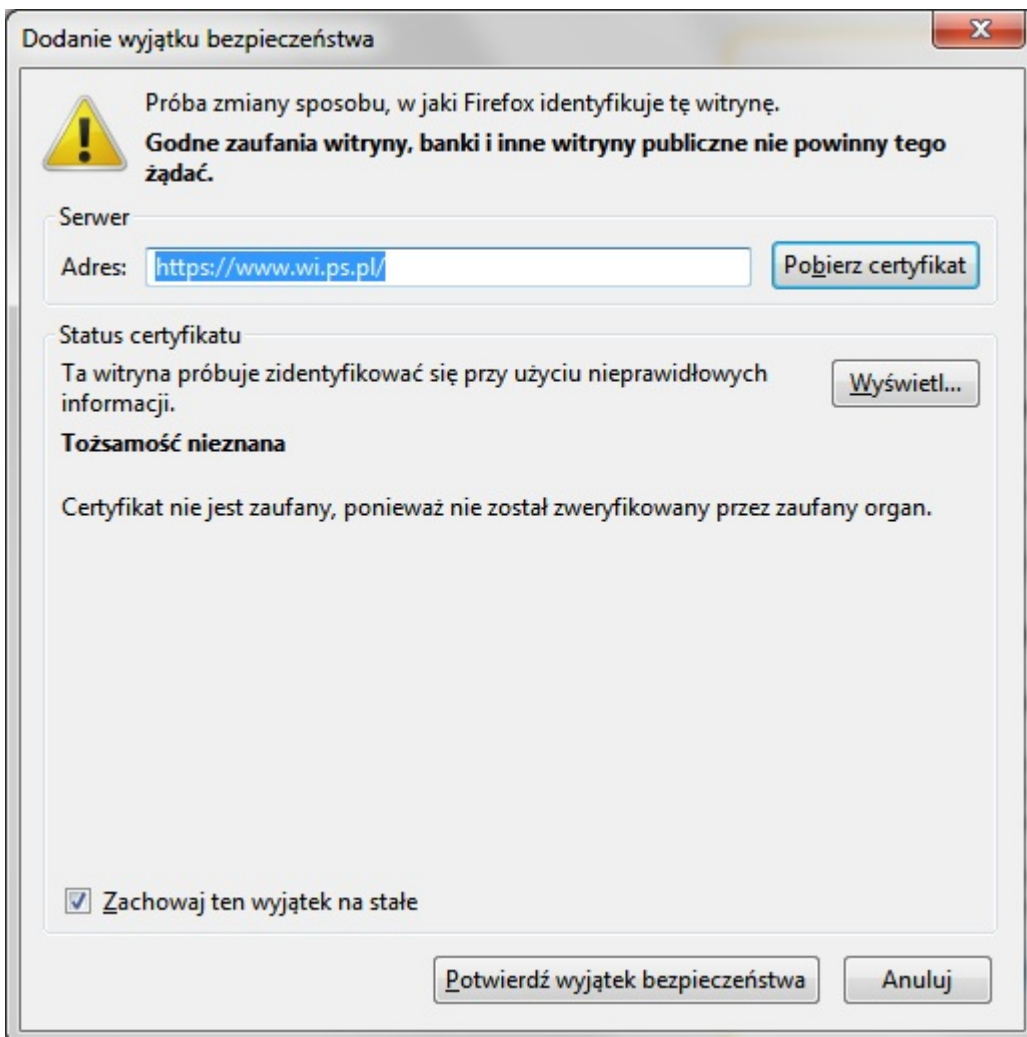 Dodanie wyjątku bezpieczeństwa
Próba zmiany sposobu, w jaki Firefox identyfikuje tę witrynę.
Godne zaufania witryny, banki i inne witryny publiczne nie powinny tego
żądać.
Serwer
Adres: https://www.wi.ps.pl/ Pobierz certyfikat
Status certyfikatu
Ta witryna próbuje zidentyfikować się przy użyciu nieprawidłowych
informacji.
Wyświetl...
Tożsamość nieznana
Certyfikat nie jest zaufany, ponieważ nie został zweryfikowany przez zaufany organ.
Zachowaj ten wyjątek na stałe
Potwierdź wyjątek bezpieczeństwa Anuluj